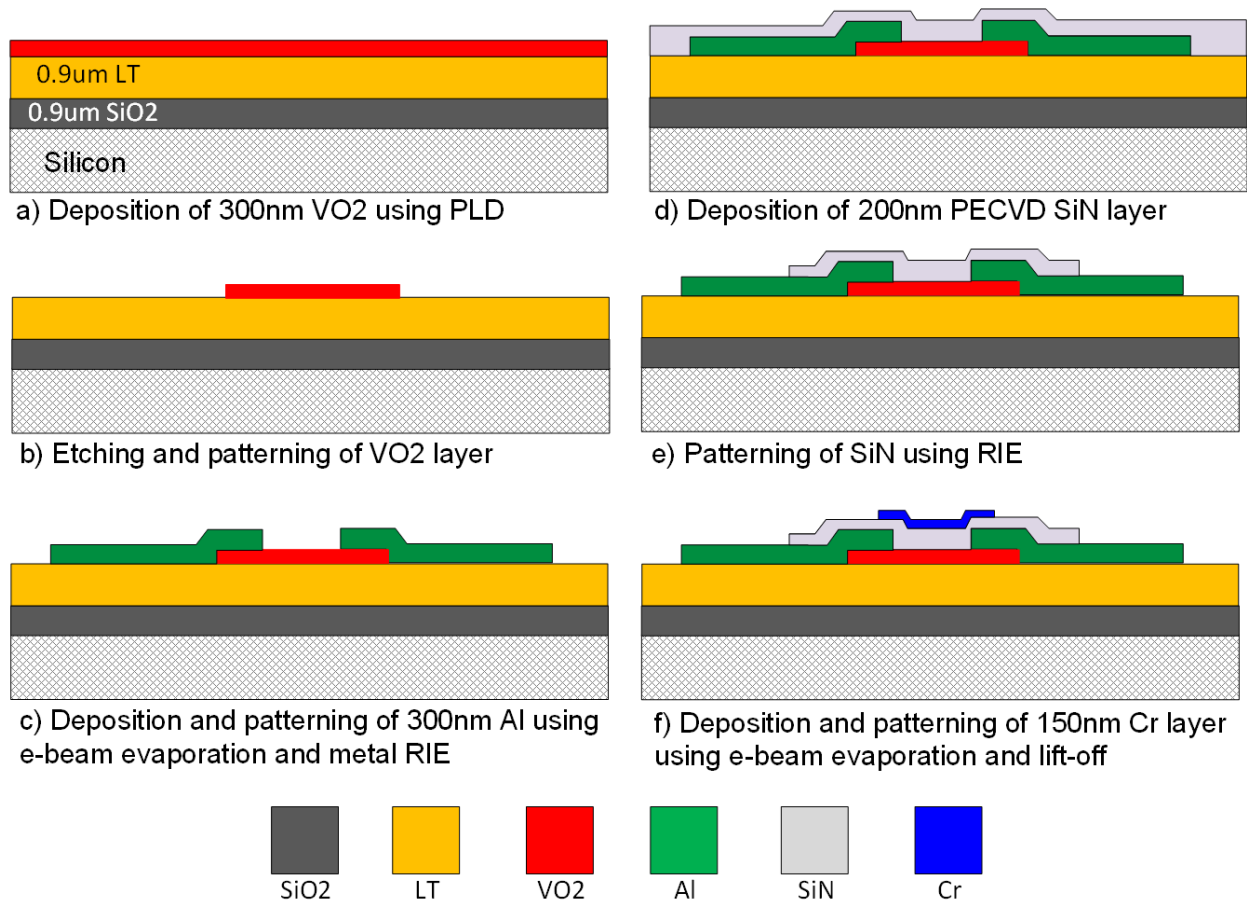 0.9um LT
0.9um SiO2
Silicon
a) Deposition of 300nm VO2 using PLD
b) Etching and patterning of VO2 layer
c) Deposition and patterning of 300nm Al using
e-beam evaporation and metal RIE
d) Deposition of 200nm PECVD SiN layer
e) Patterning of SiN using RIE
f) Deposition and patterning of 150nm Cr layer
using e-beam evaporation and lift-off
SiO2
LT
VO2
Al
SiN
Cr